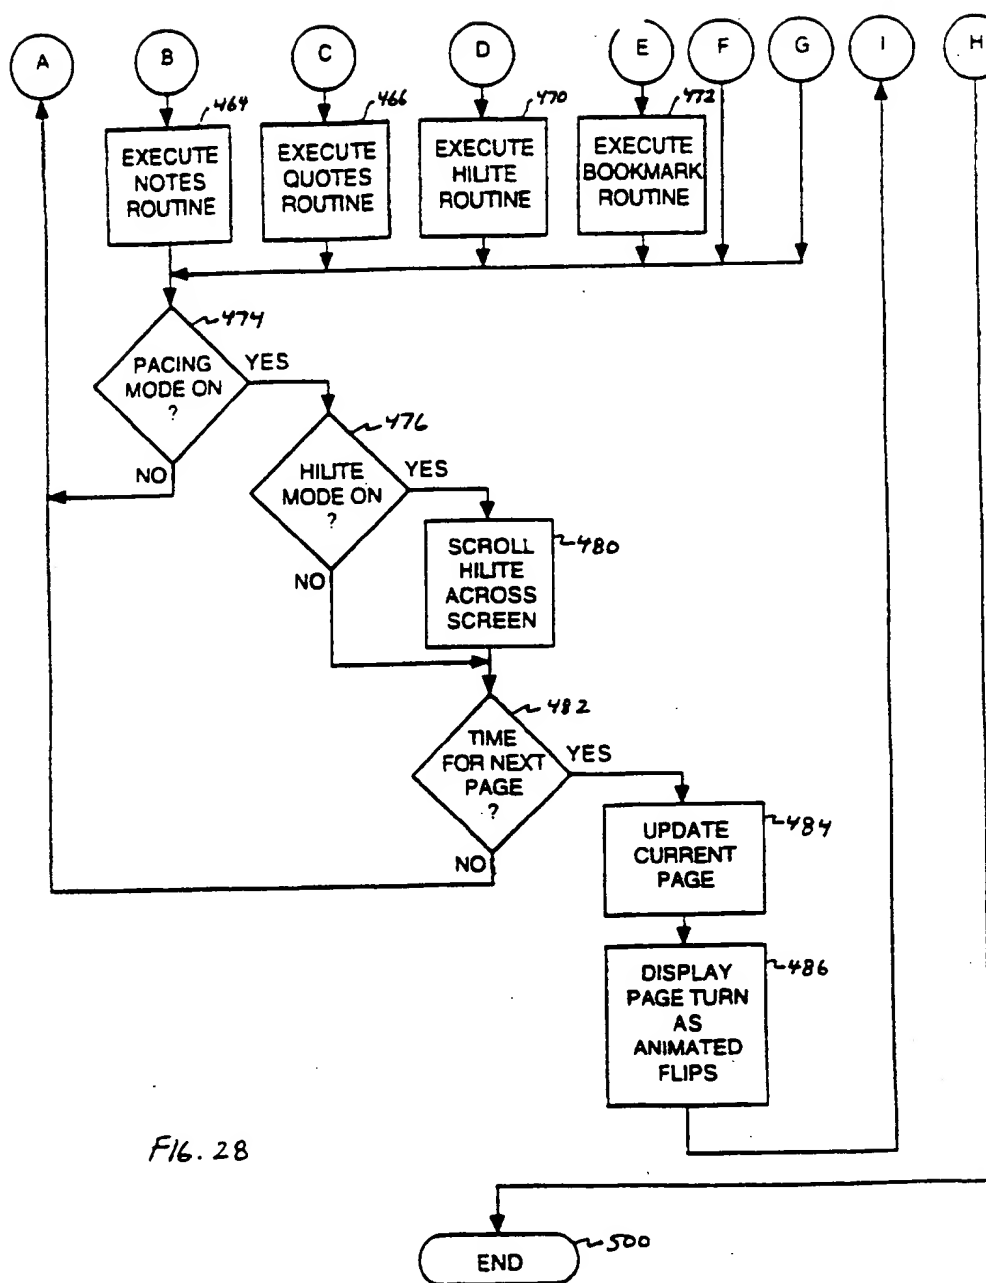 A
B
C
D
E
F
G
I
H
464
466
470
472
EXECUTE
NOTES
ROUTINE
EXECUTE
QUOTES
ROUTINE
EXECUTE
HILITE
ROUTINE
EXECUTE
BOOKMARK
ROUTINE
474
PACING
MODE ON
?
YES
NO
476
HILITE
MODE ON
?
YES
NO
480
SCROLL
HILITE
ACROSS
SCREEN
482
TIME
FOR NEXT
PAGE
?
YES
NO
484
UPDATE
CURRENT
PAGE
486
DISPLAY
PAGE TURN
AS
ANIMATED
FLIPS
FIG. 28
END
500